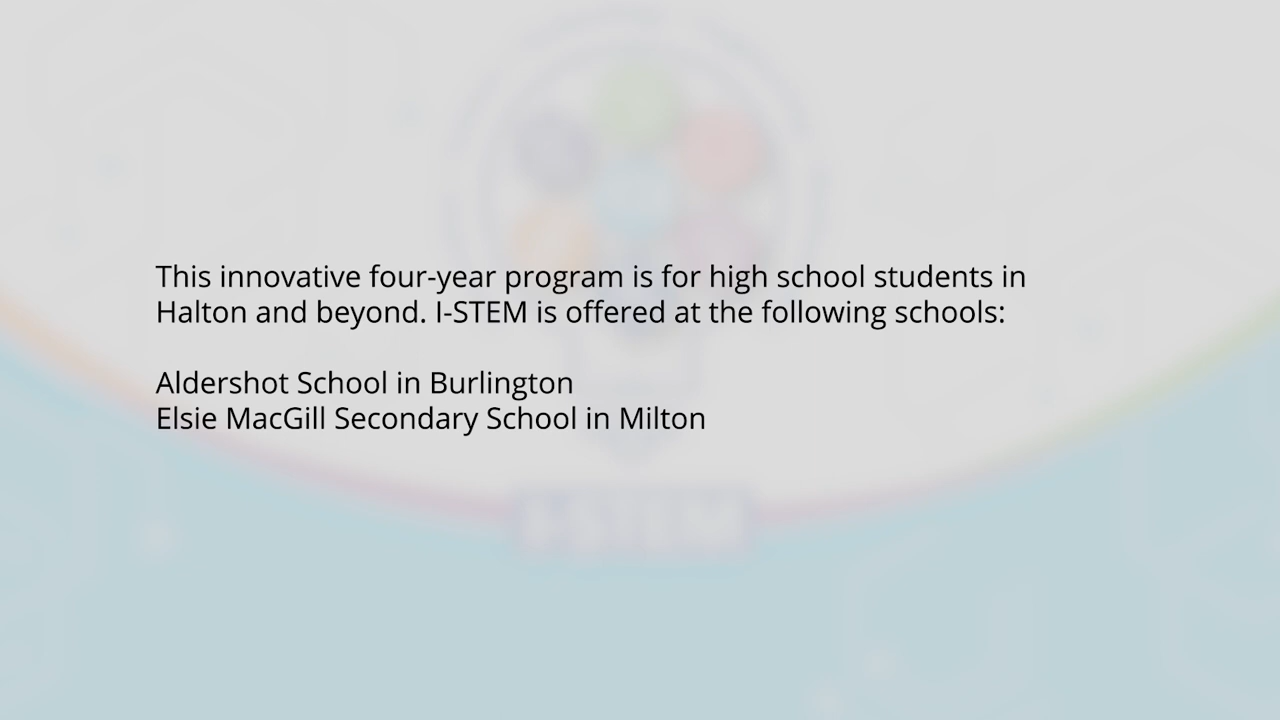 This innovative four-year program is for high school students in
Halton and beyond. I-STEM is offered at the following schools:
Aldershot School in Burlington
Elsie MacGill Secondary School in Milton
I-STEM